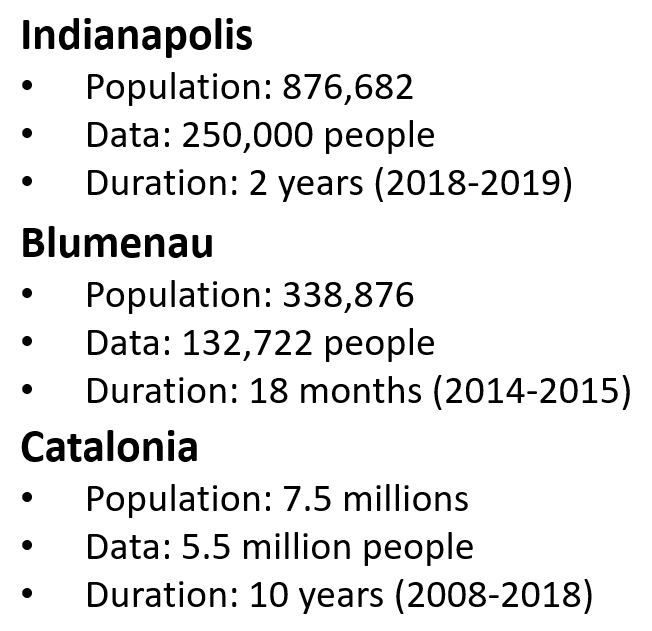 Indianapolis
• Population: 876,682
• Data: 250,000 people
• Duration: 2 years (2018-2019)
Blumenau
• Population: 338,876
• Data: 132,722 people
• Duration: 18 months (2014-2015)
Catalonia
• Population: 7.5 millions
• Data: 5.5 million people
• Duration: 10 years (2008-2018)